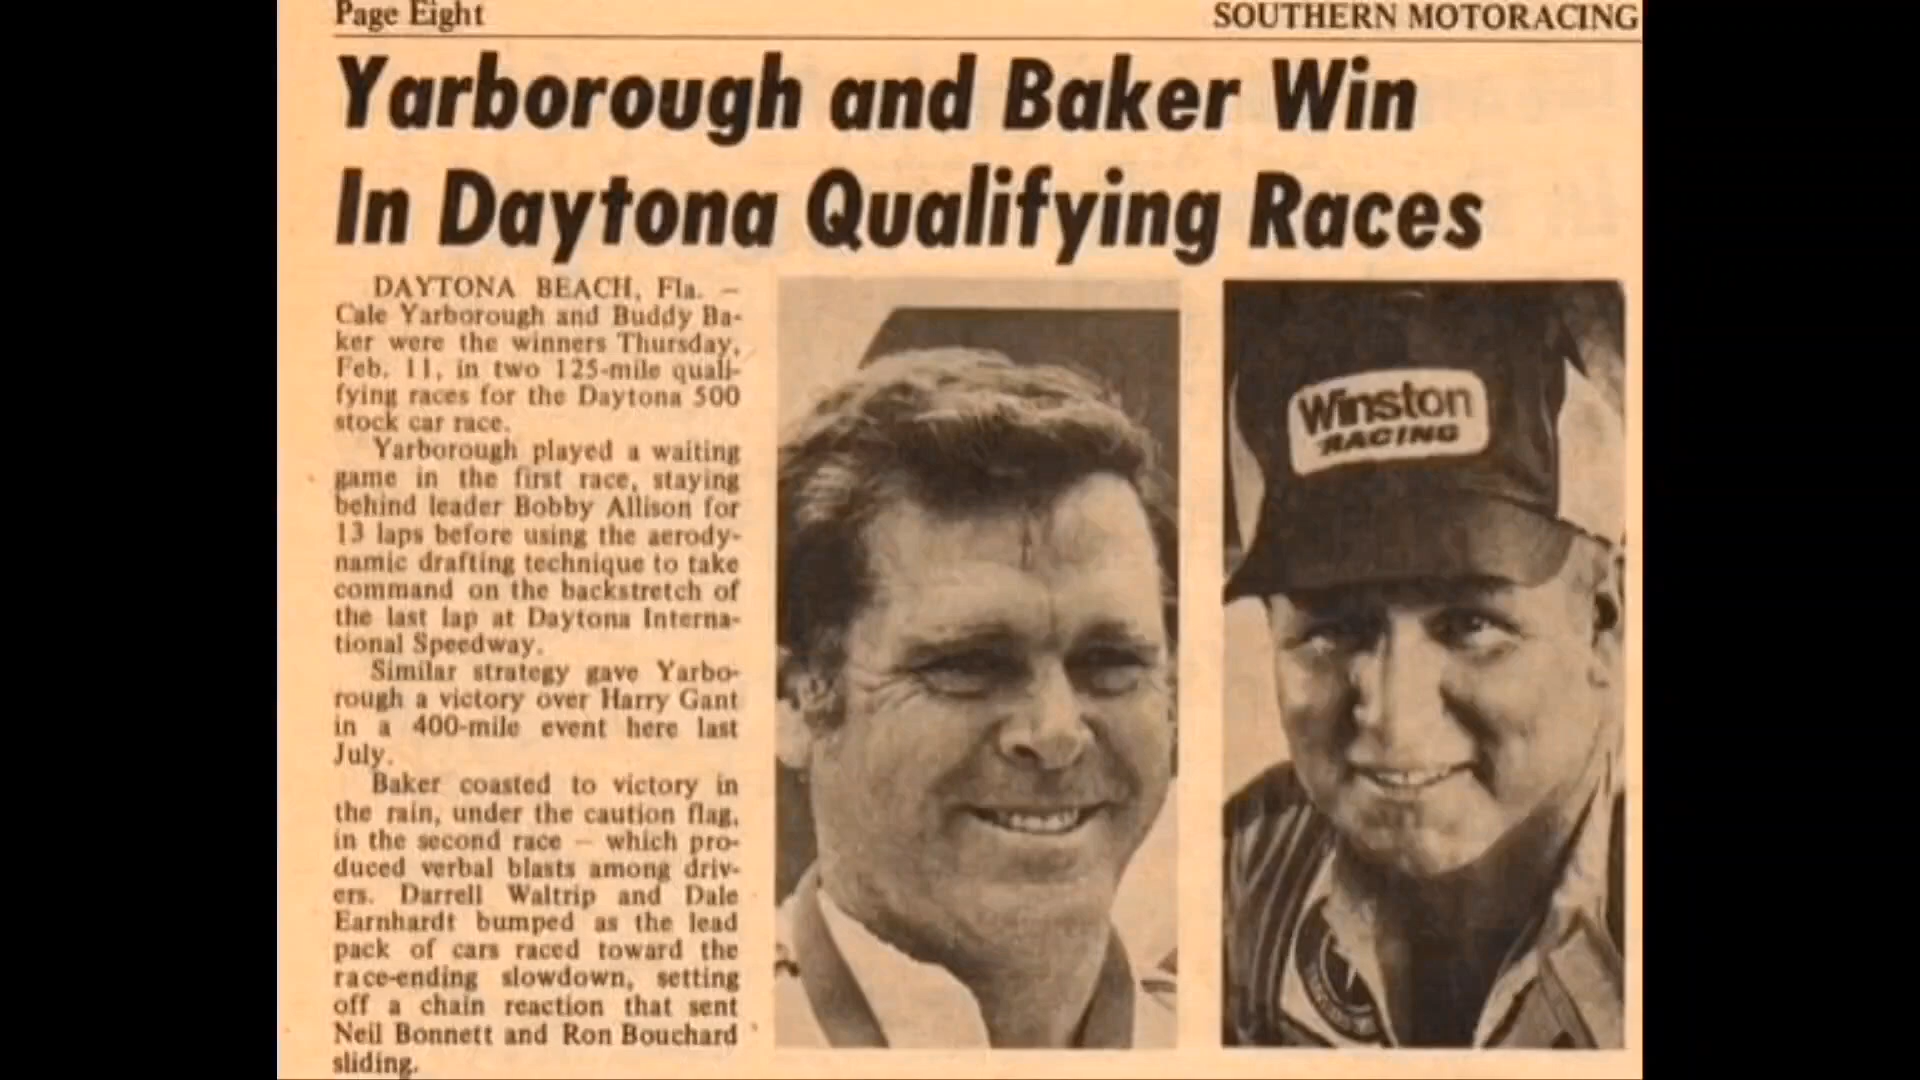 Page Eight
SOUTHERN MOTORACING
Yarborough and Baker Win
In Daytona Qualifying Races
DAYTONA BEACH, Fla. –
Cale Yarborough and Buddy Ba-
ker were the winners Thursday,
Feb. 11, in two 125-mile quali-
fying races for the Daytona 500
stock car race.
Yarborough played a waiting
game in the first race, staying
behind leader Bobby Allison for
13 laps before using the aerody-
namic drafting technique to take
command on the backstretch of
the last lap at Daytona Interna-
tional Speedway.
Similar strategy gave Yarbo-
rough a victory over Harry Gant
in a 400-mile event here last
July.
Baker coasted to victory in
the rain, under the caution flag,
in the second race – which pro-
duced verbal blasts among driv-
ers. Darrell Waltrip and Dale
Earnhardt bumped as the lead
pack of cars raced toward the
race-ending slowdown, setting
off a chain reaction that sent
Neil Bonnett and Ron Bouchard
sliding.
Winston
RACING